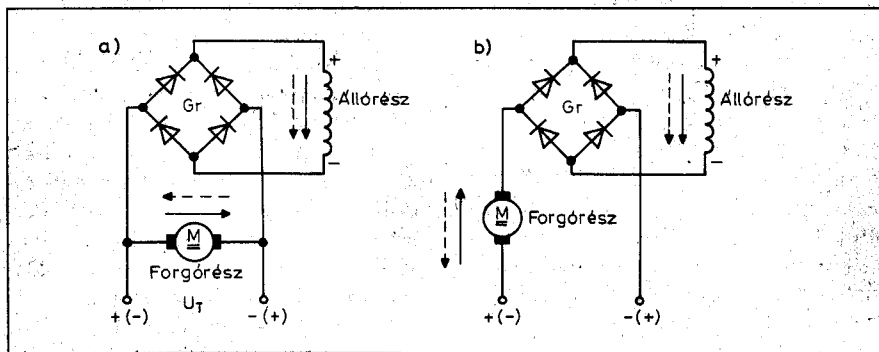 a)
+
Gr
Állórész
-
M
Forgórész
U_T
+(-)
-(+)
b)
+
Gr
Állórész
-
M
Forgórész
+(-)
-(+)